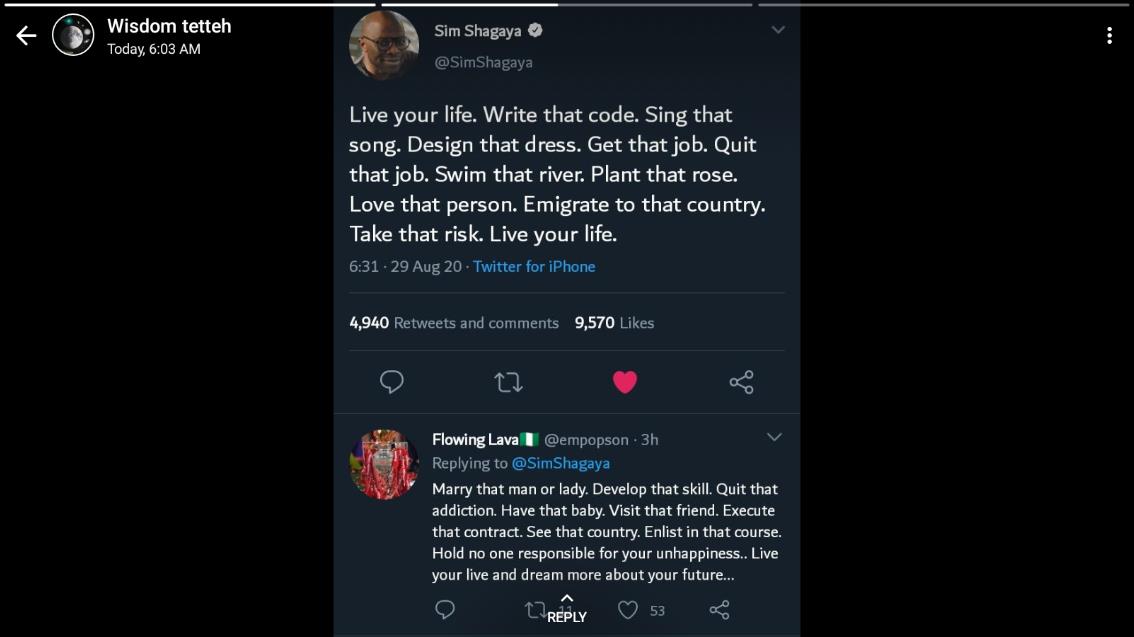 Wisdom tetteh
Today, 6:03 AM
Sim Shagaya
@SimShagaya
Live your life. Write that code. Sing that
song. Design that dress. Get that job. Quit
that job. Swim that river. Plant that rose.
Love that person. Emigrate to that country.
Take that risk. Live your life.
6:31 · 29 Aug 20 · Twitter for iPhone
4,940 Retweets and comments 9,570 Likes
Flowing Lava🇳🇬 @empopson · 3h
Replying to @SimShagaya
Marry that man or lady. Develop that skill. Quit that
addiction. Have that baby. Visit that friend. Execute
that contract. See that country. Enlist in that course.
Hold no one responsible for your unhappiness.. Live
your live and dream more about your future...
11 53
REPLY